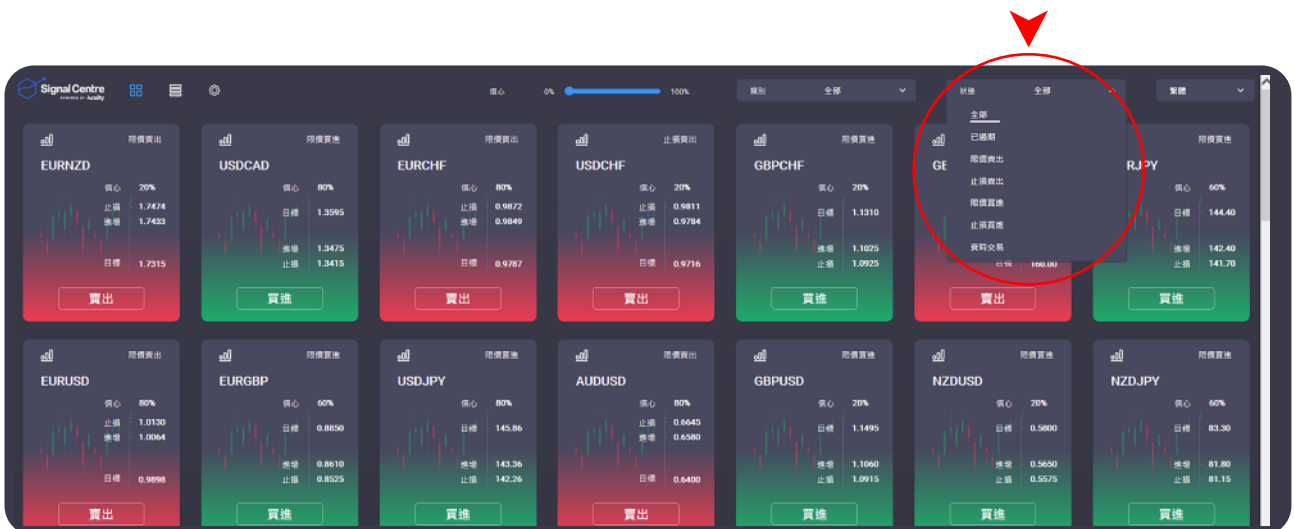 Signal Centre
POWERED BY Acuity
信心 0% 100%
類別 全部
狀態 全部
繁體
全部
已過期
限價賣出
止損賣出
限價買進
止損買進
實時交易
限價賣出
EURNZD
信心 20%
止損 1.7474
進場 1.7433
目標 1.7315
賣出
限價買進
USDCAD
信心 80%
目標 1.3595
進場 1.3475
止損 1.3415
買進
限價賣出
EURCHF
信心 80%
止損 0.9872
進場 0.9849
目標 0.9787
賣出
止損賣出
USDCHF
信心 20%
止損 0.9811
進場 0.9784
目標 0.9716
賣出
限價買進
GBPCHF
信心 20%
目標 1.1310
進場 1.1025
止損 1.0925
買進
目標 160.00
賣出
限價買進
RJPY
信心 60%
目標 144.40
進場 142.40
止損 141.70
買進
限價賣出
EURUSD
信心 80%
止損 1.0130
進場 1.0064
目標 0.9898
賣出
限價買進
EURGBP
信心 60%
目標 0.8850
進場 0.8610
止損 0.8525
買進
限價買進
USDJPY
信心 80%
目標 145.86
進場 143.36
止損 142.26
買進
限價賣出
AUDUSD
信心 80%
止損 0.6645
進場 0.6580
目標 0.6400
賣出
限價買進
GBPUSD
信心 20%
目標 1.1495
進場 1.1060
止損 1.0915
買進
限價買進
NZDUSD
信心 20%
目標 0.5800
進場 0.5650
止損 0.5575
買進
限價買進
NZDJPY
信心 60%
目標 83.30
進場 81.80
止損 81.15
買進